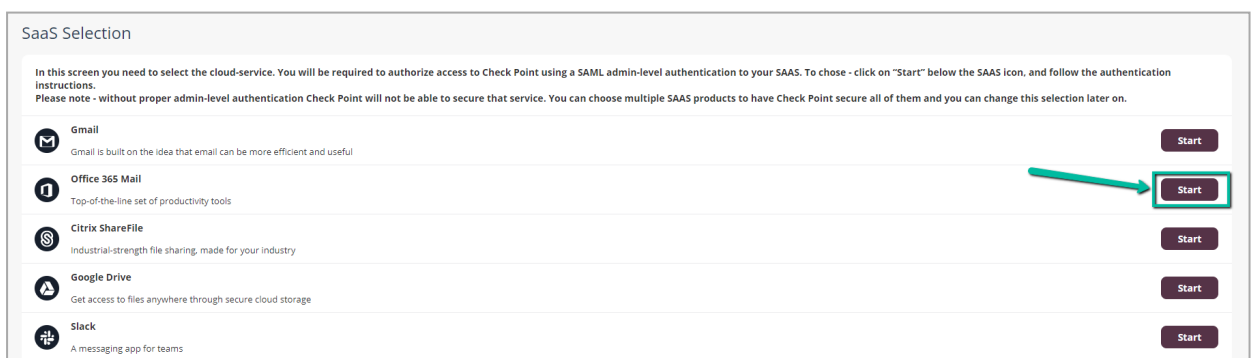 SaaS Selection
In this screen you need to select the cloud-service. You will be required to authorize access to Check Point using a SAML admin-level authentication to your SAAS. To chose - click on "Start" below the SAAS icon, and follow the authentication
instructions.
Please note - without proper admin-level authentication Check Point will not be able to secure that service. You can choose multiple SAAS products to have Check Point secure all of them and you can change this selection later on.
Gmail
Gmail is built on the idea that email can be more efficient and useful
Start
Office 365 Mail
Top-of-the-line set of productivity tools
Start
Citrix ShareFile
Industrial-strength file sharing, made for your industry
Start
Google Drive
Get access to files anywhere through secure cloud storage
Start
Slack
A messaging app for teams
Start